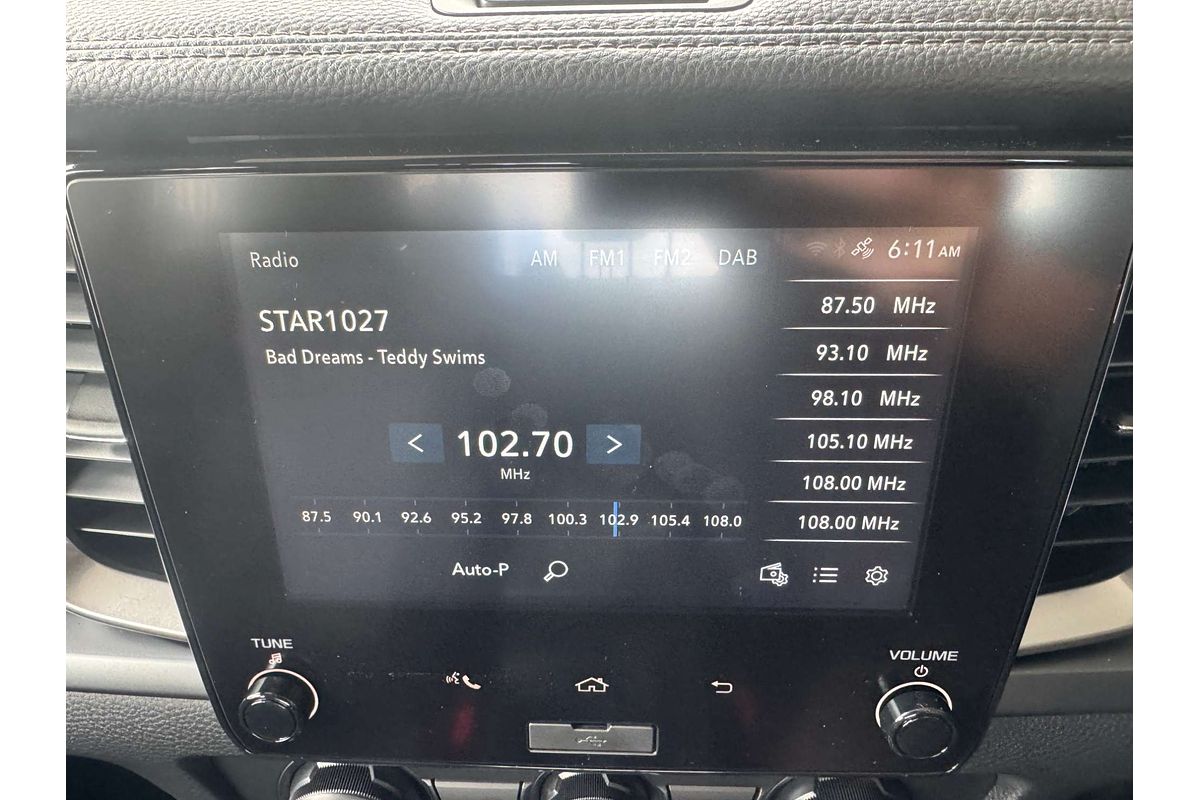 Radio AM FM1 FM2 DAB 6:11 AM
STAR1027
Bad Dreams - Teddy Swims
< 102.70 >
MHz
87.5 90.1 92.6 95.2 97.8 100.3 102.9 105.4 108.0
Auto-P
87.50 MHz
93.10 MHz
98.10 MHz
105.10 MHz
108.00 MHz
108.00 MHz
TUNE
VOLUME